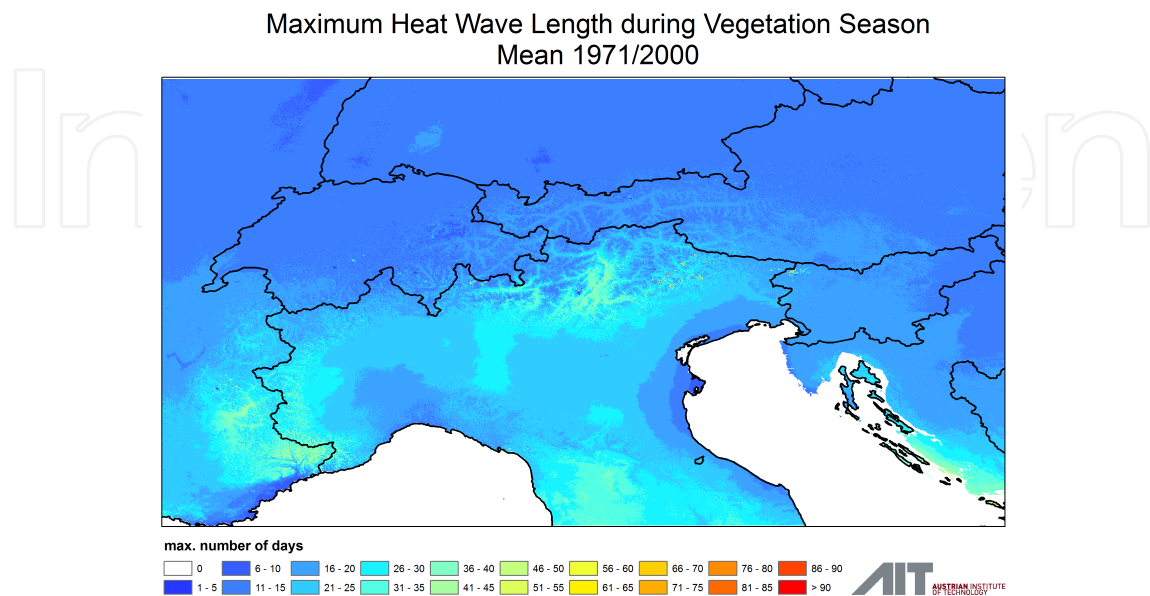 Maximum Heat Wave Length during Vegetation Season
Mean 1971/2000
max. number of days
0 6 - 10 16 - 20 26 - 30 36 - 40 46 - 50 56 - 60 66 - 70 76 - 80 86 - 90
1 - 5 11 - 15 21 - 25 31 - 35 41 - 45 51 - 55 61 - 65 71 - 75 81 - 85 > 90
AIT AUSTRIAN INSTITUTE
OF TECHNOLOGY